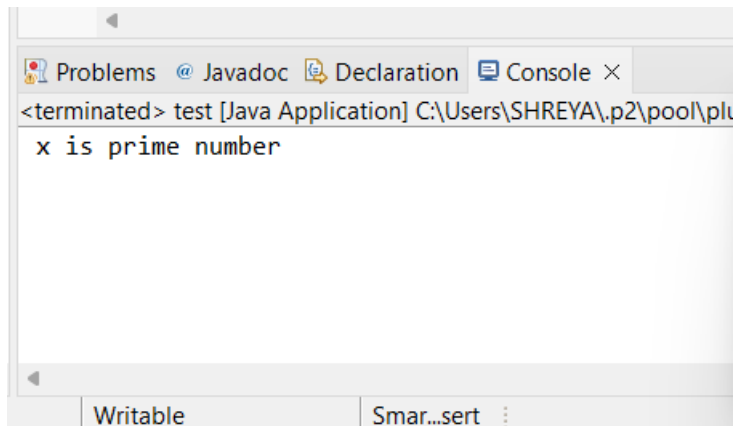 Problems @ Javadoc Declaration Console
<terminated> test [Java Application] C:\Users\SHREYA\.p2\pool\plu
x is prime number
Writable Smar...sert